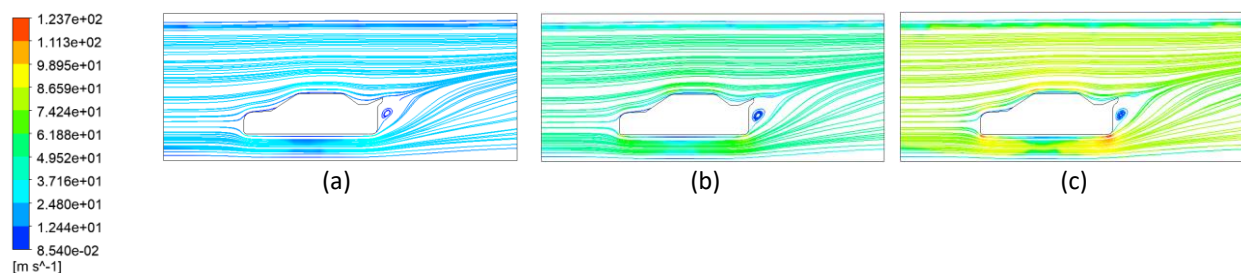 1.237e+02
1.113e+02
9.895e+01
8.659e+01
7.424e+01
6.188e+01
4.952e+01
3.716e+01
2.480e+01
1.244e+01
8.540e-02
[m s^-1]
(a)
(b)
(c)